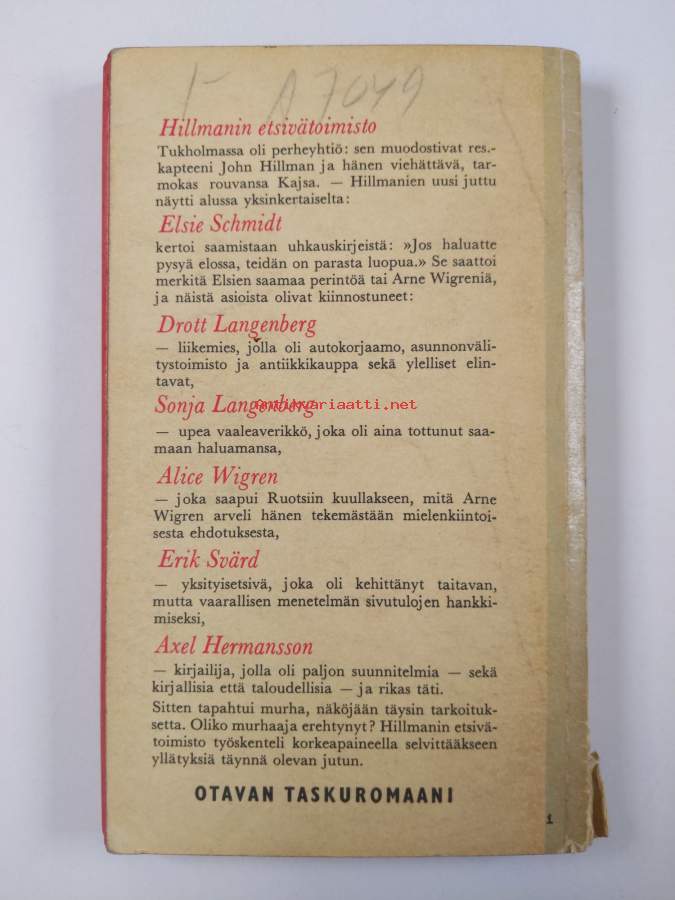 A 7049
Hillmanin etsivätoimisto
Tukholmassa oli perheyhtiö: sen muodostivat res.-
kapteeni John Hillman ja hänen viehättävä, tar-
mokas rouvansa Kajsa. — Hillmanien uusi juttu
näytti alussa yksinkertaiselta:
Elsie Schmidt
kertoi saamistaan uhkauskirjeistä: »Jos haluatte
pysyä elossa, teidän on parasta luopua.» Se saattoi
merkitä Elsien saamaa perintöä tai Arne Wigreniä,
ja näistä asioista olivat kiinnostuneet:
Drott Langenberg
— liikemies, jolla oli autokorjaamo, asunnonväli-
tystoimisto ja antiikkikauppa sekä ylelliset elin-
tavat,
Sonja Langenberg
antikvariaatti.net
— upea vaaleaverikkö, joka oli aina tottunut saa-
maan haluamansa,
Alice Wigren
— joka saapui Ruotsiin kuullakseen, mitä Arne
Wigren arveli hänen tekemästään mielenkiintoi-
sesta ehdotuksesta,
Erik Svärd
— yksityisetsivä, joka oli kehittänyt taitavan,
mutta vaarallisen menetelmän sivutulojen hankki-
miseksi,
Axel Hermansson
— kirjailija, jolla oli paljon suunnitelmia — sekä
kirjallisia että taloudellisia — ja rikas täti.
Sitten tapahtui murha, näköjään täysin tarkoituk-
setta. Oliko murhaaja erehtynyt? Hillmanin etsivä-
toimisto työskenteli korkeapaineella selvittääkseen
yllätyksiä täynnä olevan jutun.
OTAVAN TASKUROMAANI
i